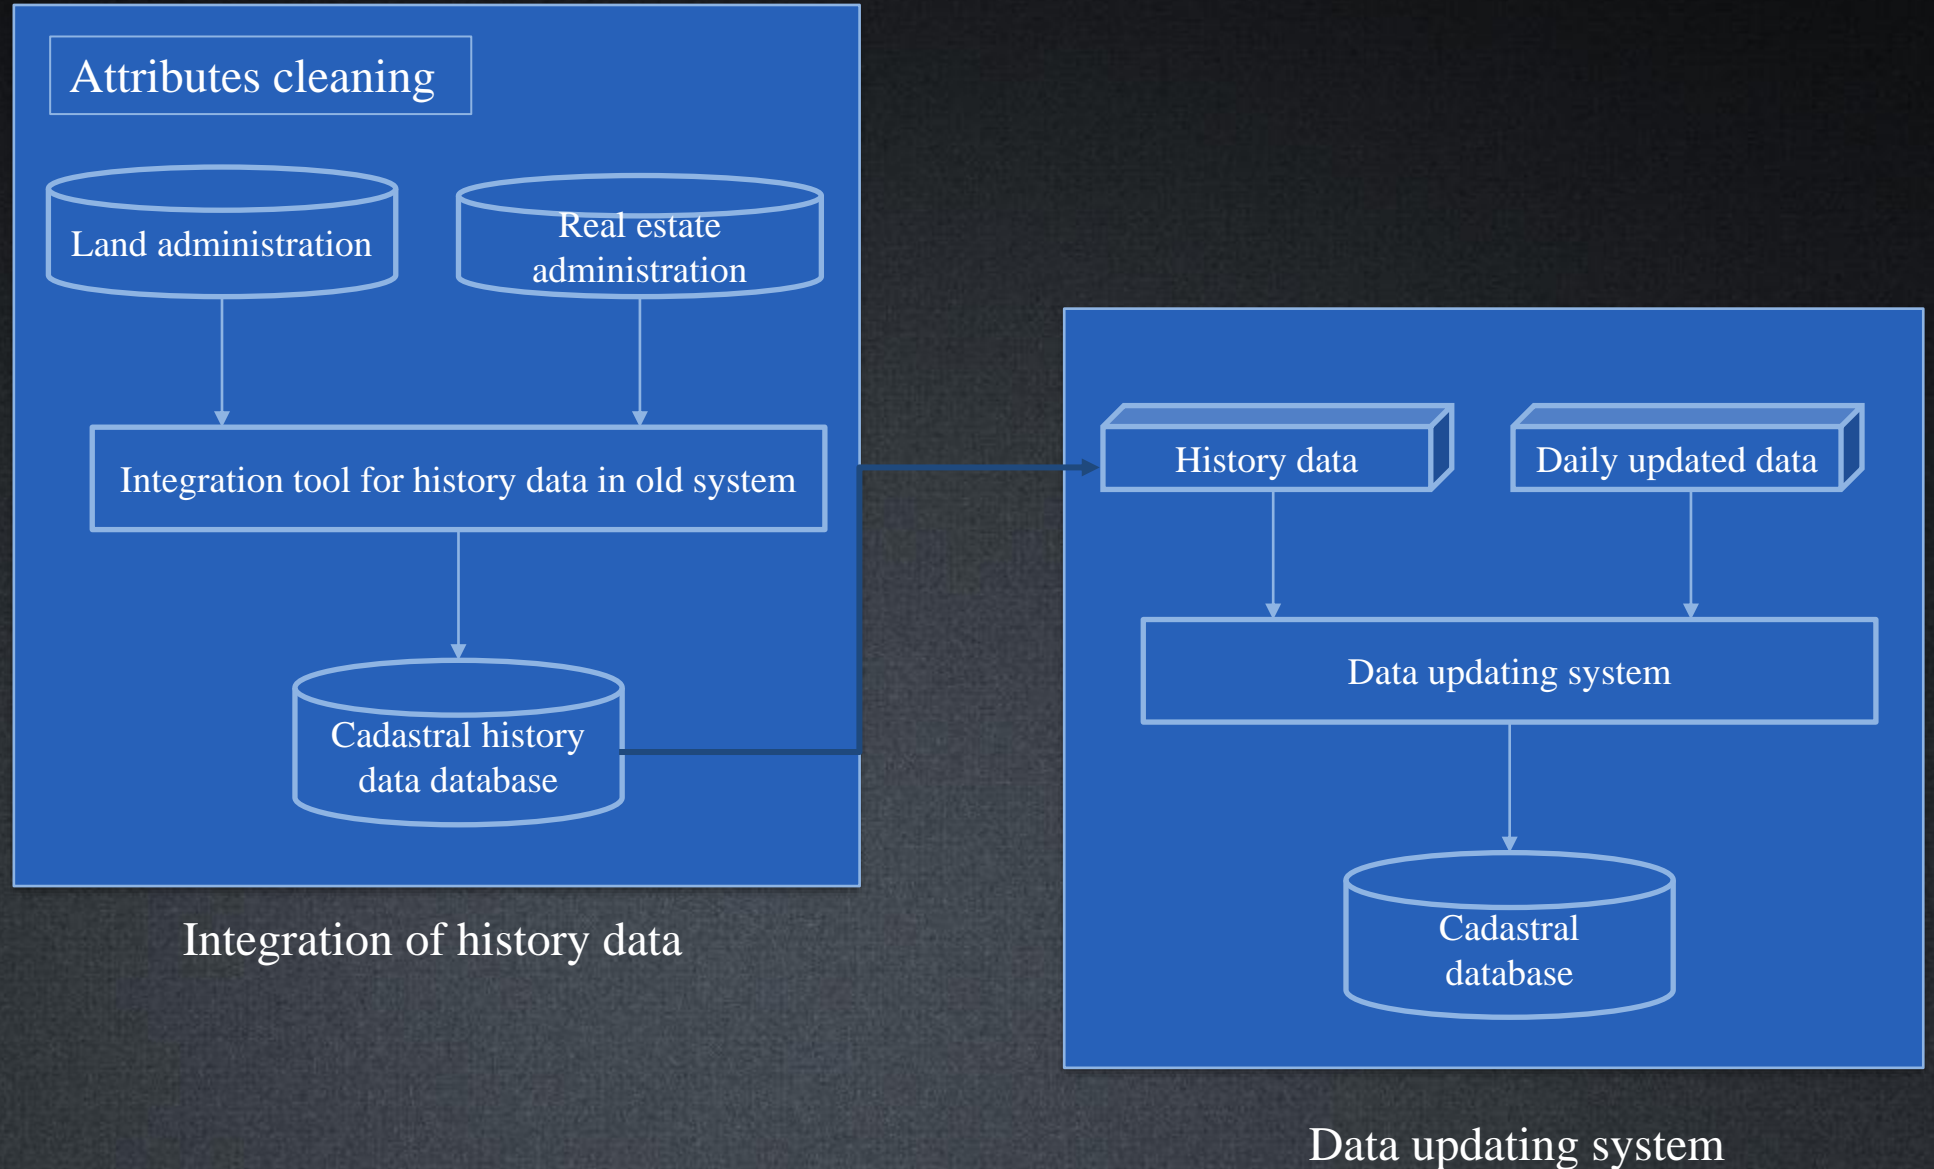 Attributes cleaning
Land administration
Real estate
administration
Integration tool for history data in old system
Cadastral history
data database
Integration of history data
History data
Daily updated data
Data updating system
Cadastral
database
Data updating system